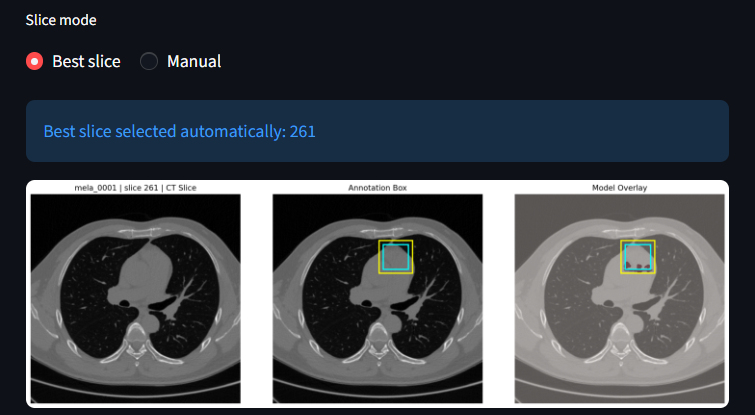 Slice mode
Best slice Manual
Best slice selected automatically: 261
mela_0001 | slice 261 | CT Slice Annotation Box Model Overlay